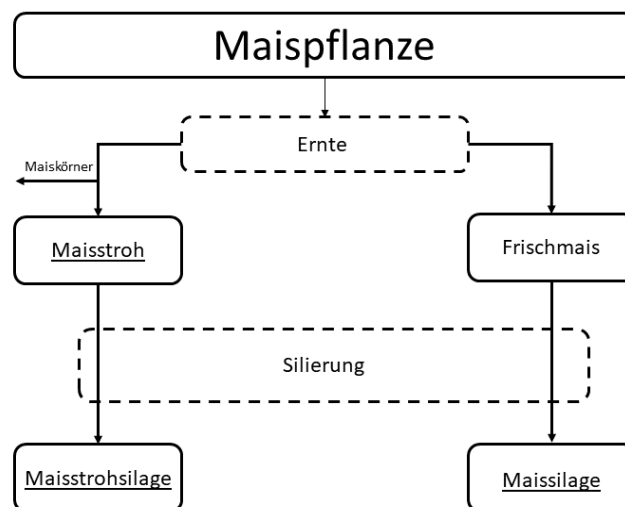 Maispflanze
Ernte
Maiskörner
Maisstroh
Frischmais
Silierung
Maisstrohsilage
Maissilage